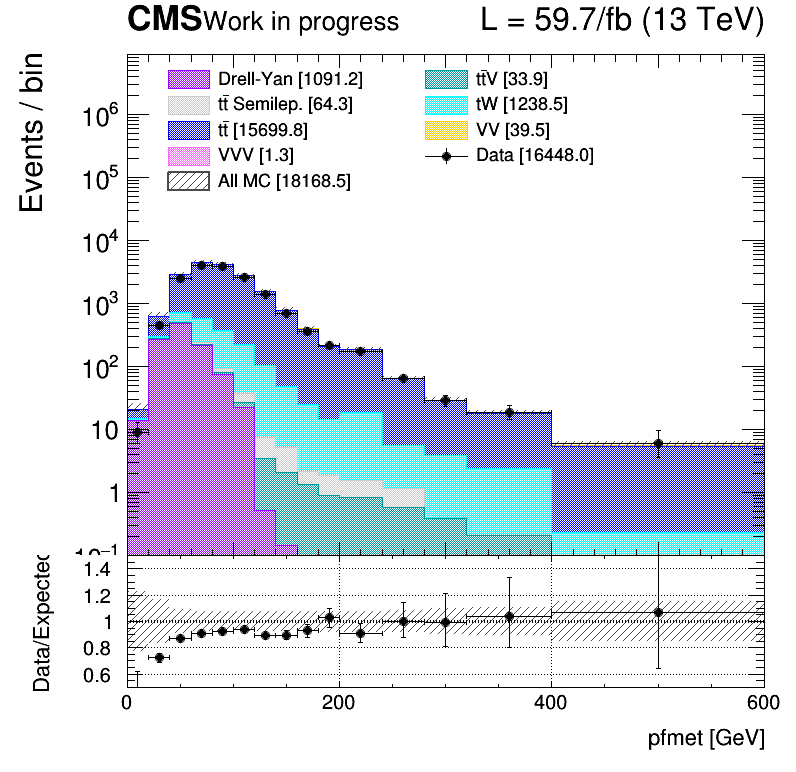 CMS Work in progress L = 59.7/fb (13 TeV)
Events / bin
Drell-Yan [1091.2]
tt̄ Semilep. [64.3]
tt̄ [15699.8]
VVV [1.3]
All MC [18168.5]
tt̄V [33.9]
tW [1238.5]
VV [39.5]
Data [16448.0]
10⁶
10⁵
10⁴
10³
10²
10
1
10⁻¹
Data/Expected
1.4
1.2
1
0.8
0.6
0 200 400 600
pfmet [GeV]